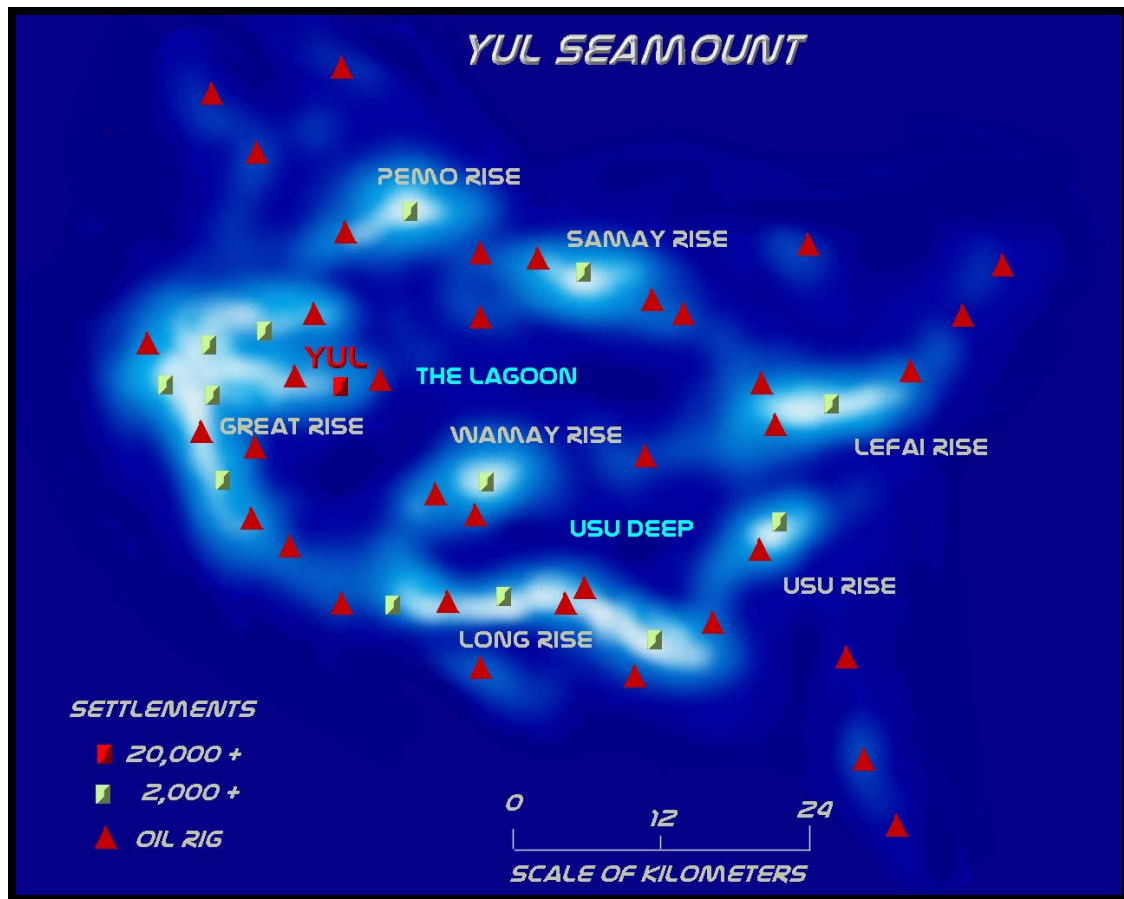 YUL SEAMOUNT
PEMO RISE
SAMAY RISE
YUL
THE LAGOON
GREAT RISE
WAMAY RISE
LEFAI RISE
USU DEEP
USU RISE
LONG RISE
SETTLEMENTS
20,000 +
2,000 +
OIL RIG
0 12 24
SCALE OF KILOMETERS